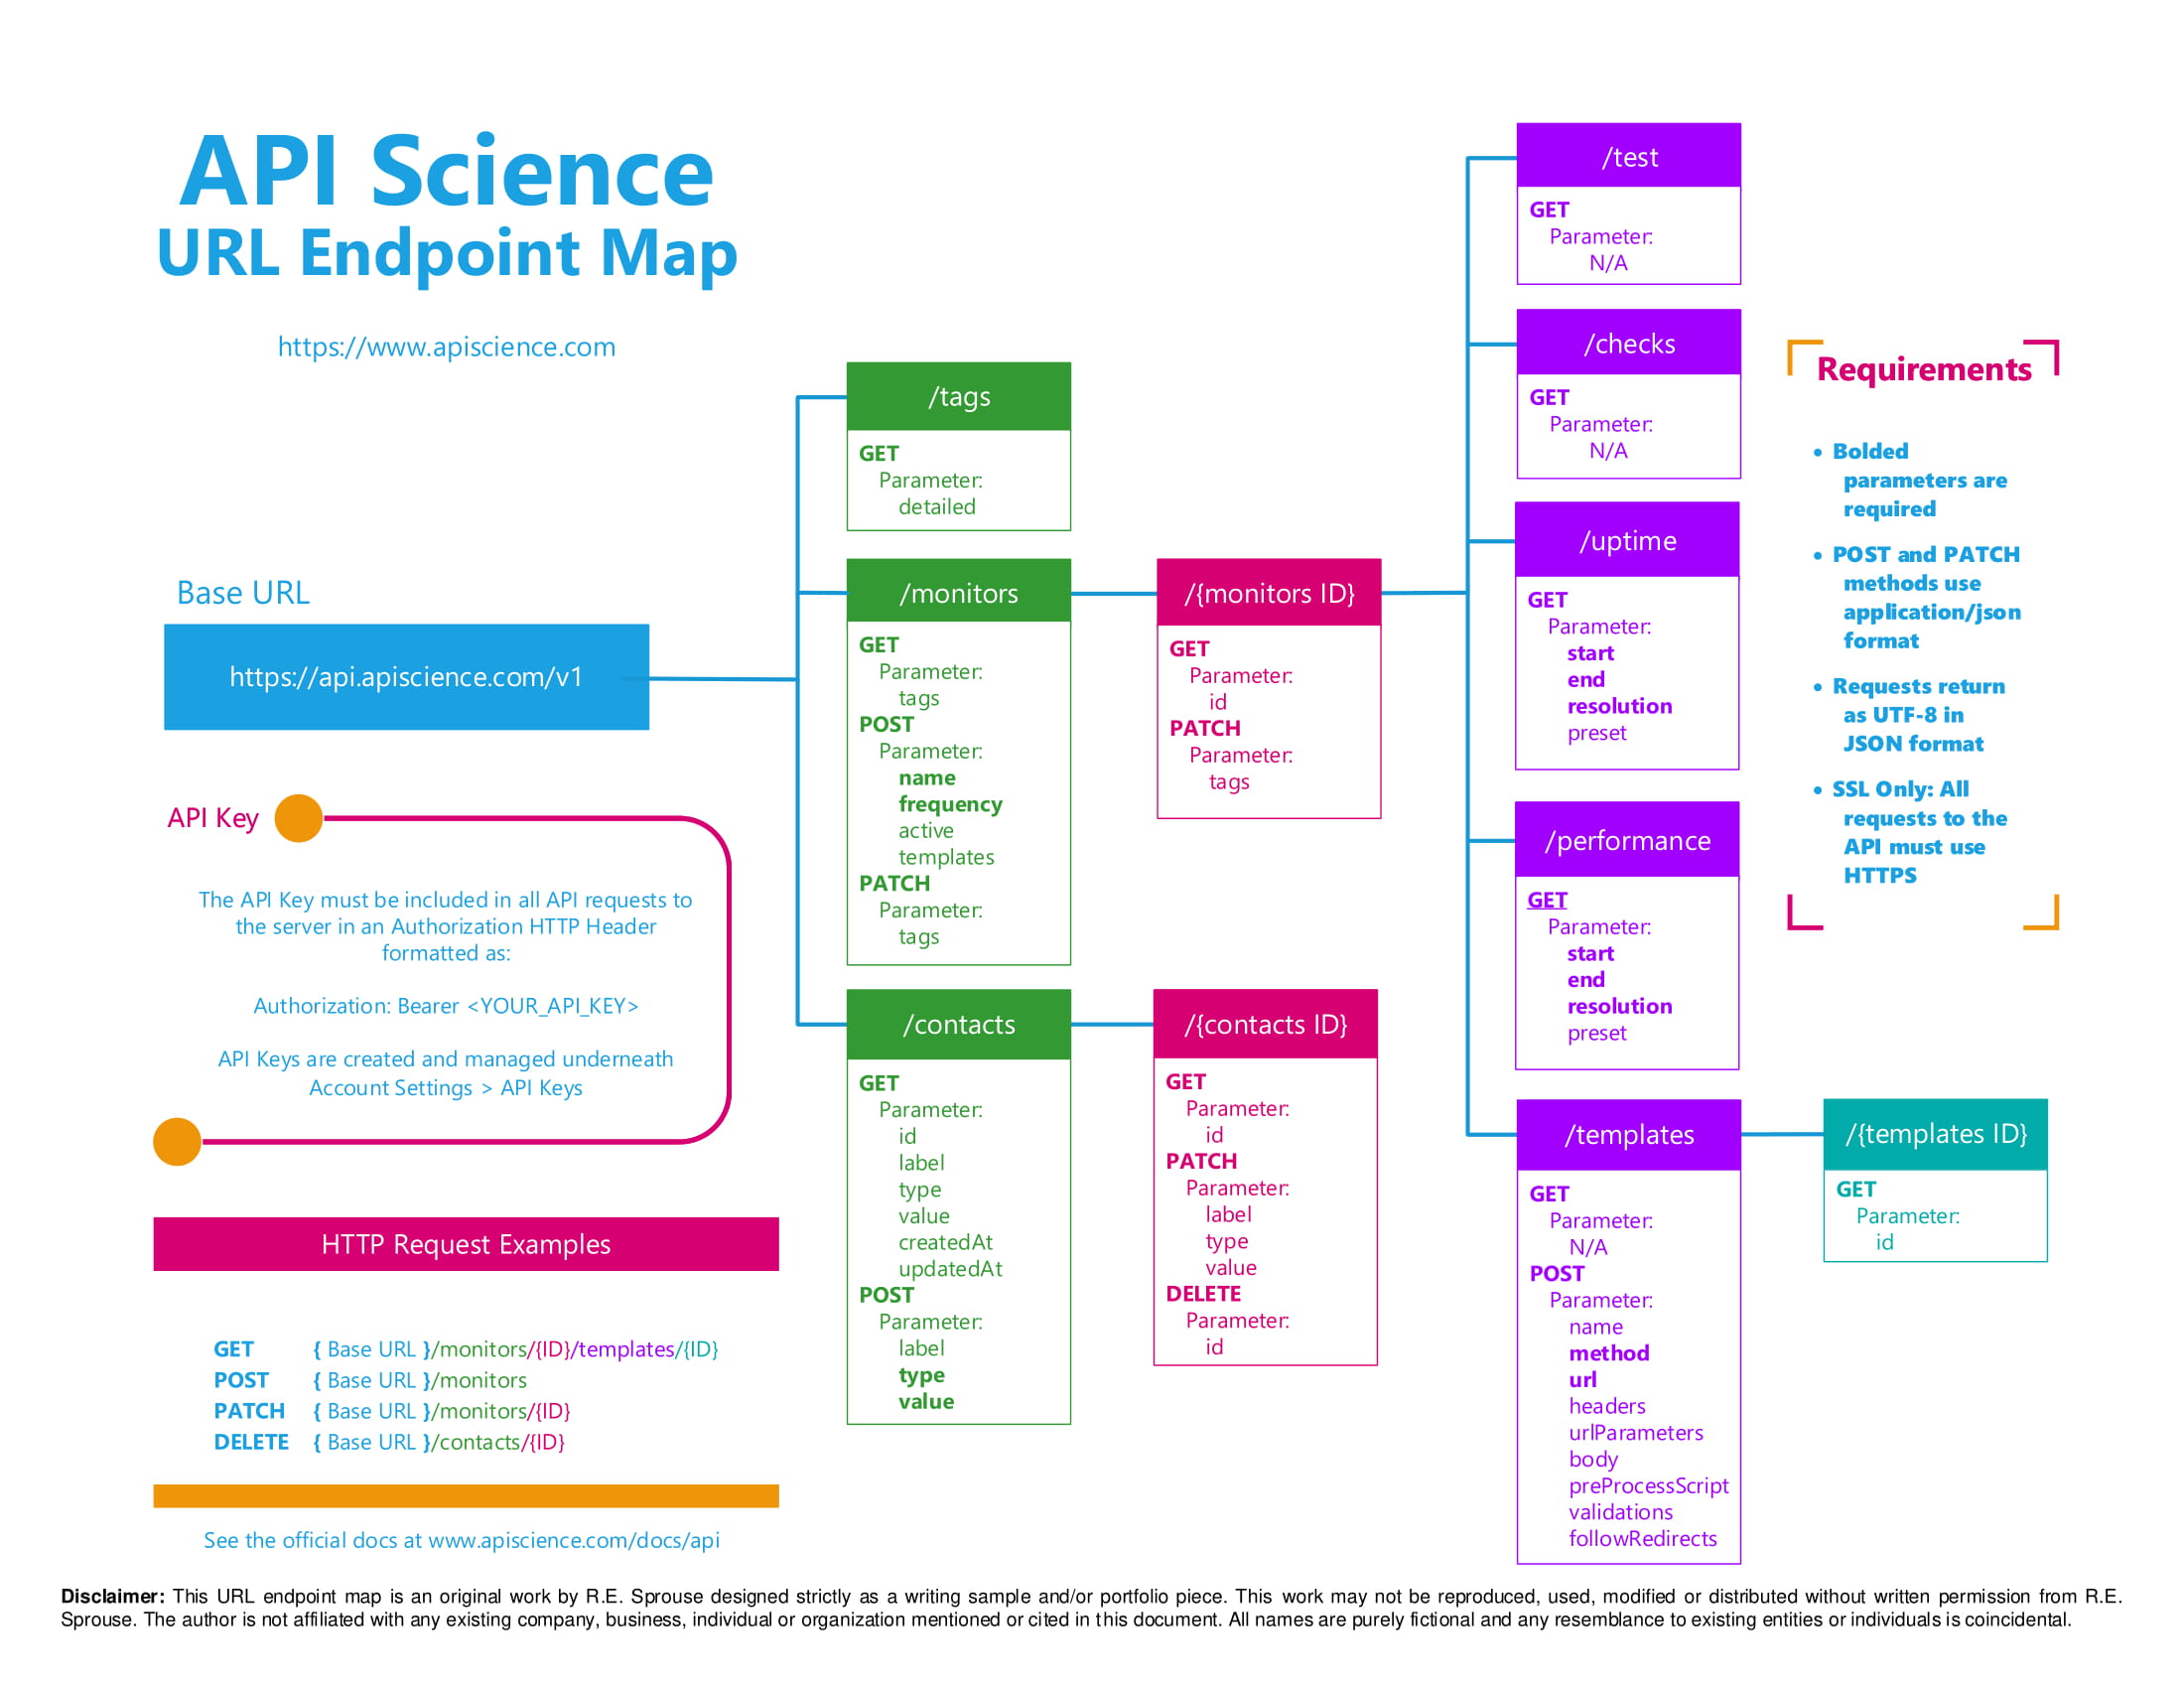 API Science
URL Endpoint Map
https://www.apiscience.com
Base URL
https://api.apiscience.com/v1
API Key
The API Key must be included in all API requests to
the server in an Authorization HTTP Header
formatted as:
Authorization: Bearer <YOUR_API_KEY>
API Keys are created and managed underneath
Account Settings > API Keys
HTTP Request Examples
GET { Base URL }/monitors/{ID}/templates/{ID}
POST { Base URL }/monitors
PATCH { Base URL }/monitors/{ID}
DELETE { Base URL }/contacts/{ID}
See the official docs at www.apiscience.com/docs/api
/tags
GET
Parameter:
detailed
/monitors
GET
Parameter:
tags
POST
Parameter:
name
frequency
active
templates
PATCH
Parameter:
tags
/contacts
GET
Parameter:
id
label
type
value
createdAt
updatedAt
POST
Parameter:
label
type
value
/{monitors ID}
GET
Parameter:
id
PATCH
Parameter:
tags
/{contacts ID}
GET
Parameter:
id
PATCH
Parameter:
label
type
value
DELETE
Parameter:
id
/test
GET
Parameter:
N/A
/checks
GET
Parameter:
N/A
/uptime
GET
Parameter:
start
end
resolution
preset
/performance
GET
Parameter:
start
end
resolution
preset
/templates
GET
Parameter:
N/A
POST
Parameter:
name
method
url
headers
urlParameters
body
preProcessScript
validations
followRedirects
/{templates ID}
GET
Parameter:
id
Requirements
• Bolded
parameters are
required
• POST and PATCH
methods use
application/json
format
• Requests return
as UTF-8 in
JSON format
• SSL Only: All
requests to the
API must use
HTTPS
Disclaimer: This URL endpoint map is an original work by R.E. Sprouse designed strictly as a writing sample and/or portfolio piece. This work may not be reproduced, used, modified or distributed without written permission from R.E.
Sprouse. The author is not affiliated with any existing company, business, individual or organization mentioned or cited in this document. All names are purely fictional and any resemblance to existing entities or individuals is coincidental.